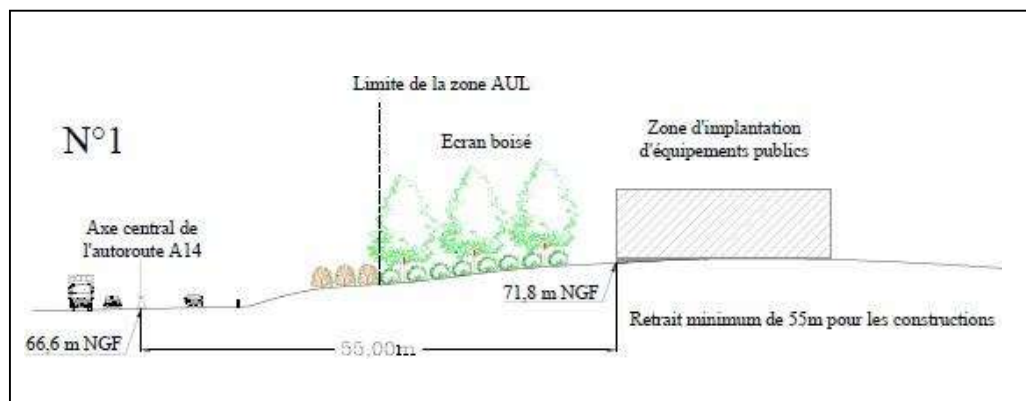 Limite de la zone AUL
N°1
Ecran boisé
Zone d'implantation
d'équipements publics
Axe central de
l'autoroute A14
71,8 m NGF
Retrait minimum de 55m pour les constructions
66,6 m NGF
55,00m